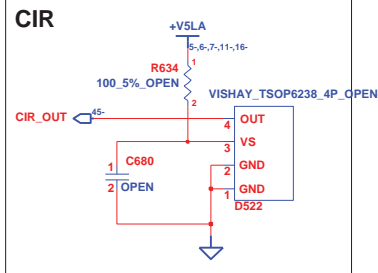 CIR
+V5LA
5-,6-,7-,11-,16-
R634
1
100_5%_OPEN
2
VISHAY_TSOP6238_4P_OPEN
CIR_OUT
45-
4
OUT
3
VS
C680
1
2
OPEN
2
GND
1
GND
D522